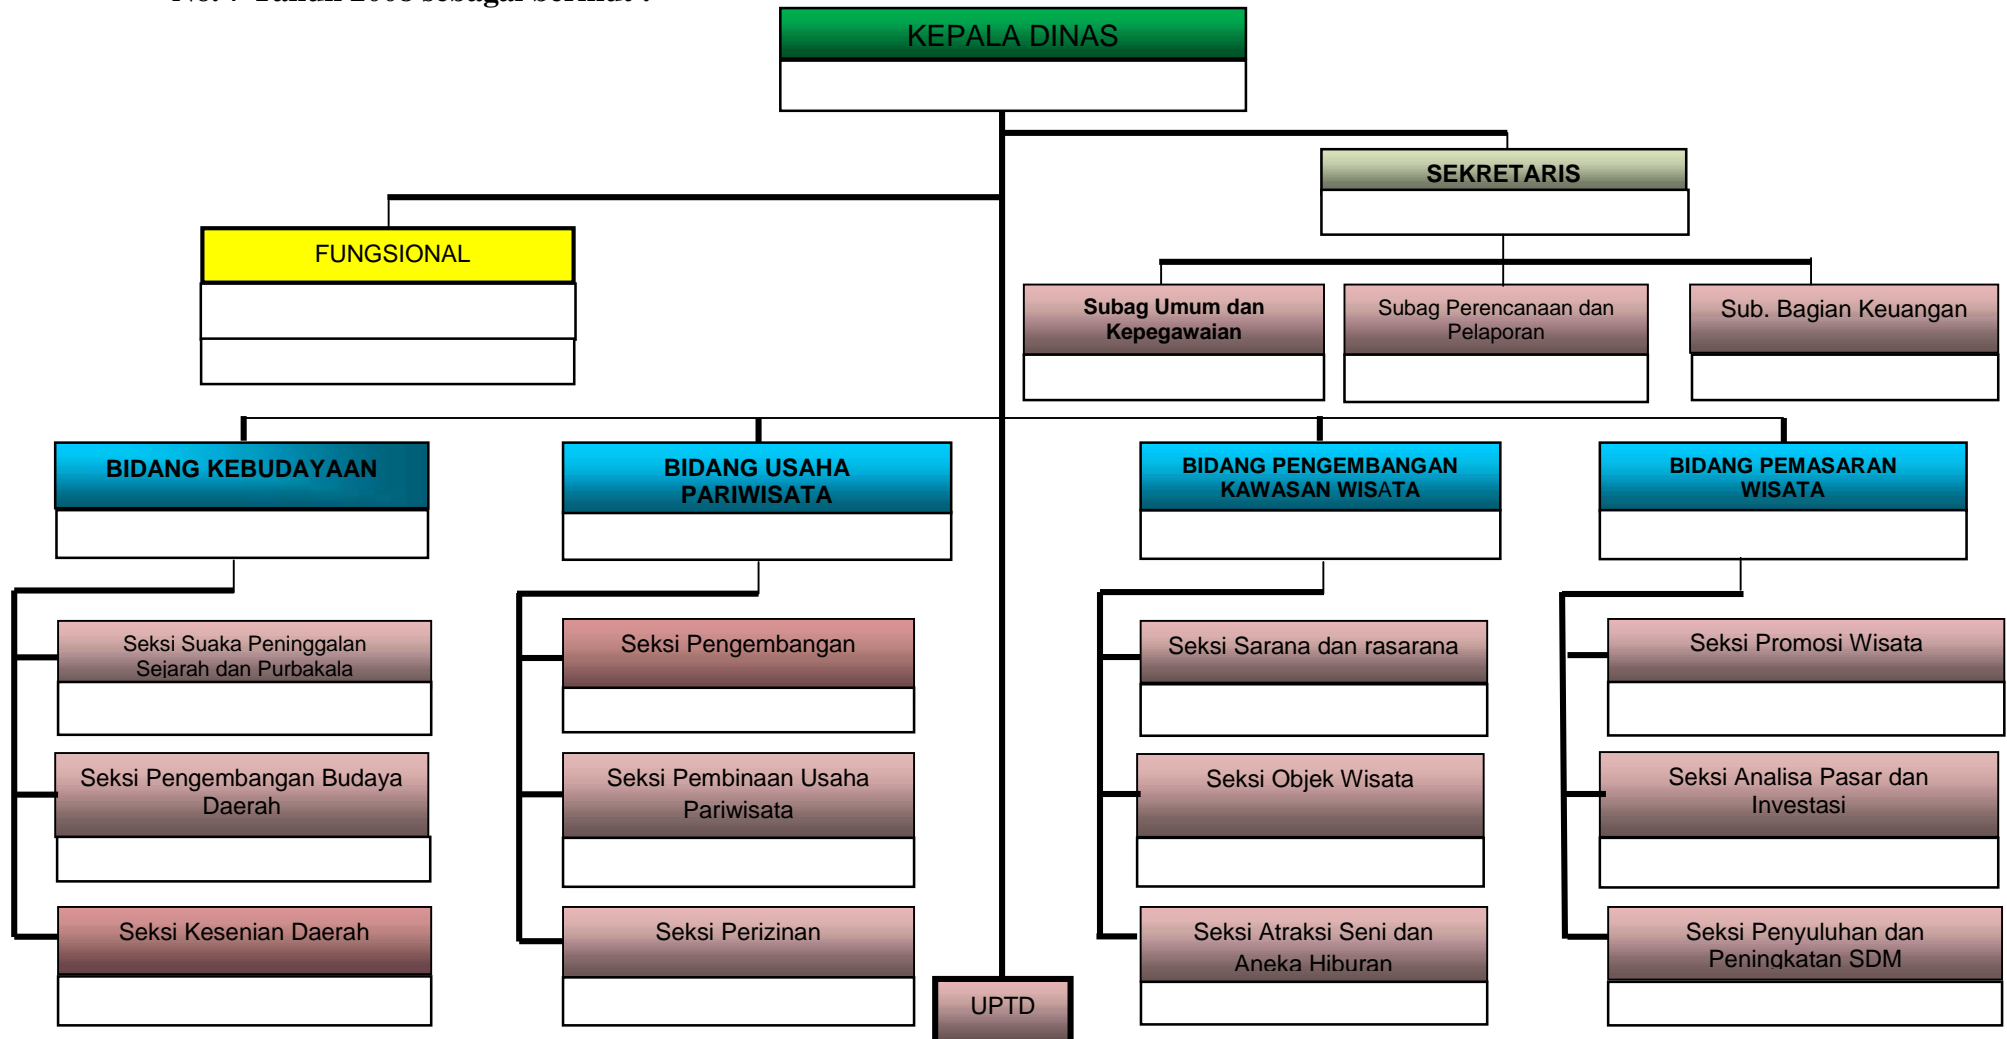 KEPALA DINAS
SEKRETARIS
FUNGSIONAL
Subag Umum dan
Kepegawaian
Subag Perencanaan dan
Pelaporan
Sub. Bagian Keuangan
BIDANG KEBUDAYAAN
BIDANG USAHA
PARIWISATA
BIDANG PENGEMBANGAN
KAWASAN WISATA
BIDANG PEMASARAN
WISATA
Seksi Suaka Peninggalan
Sejarah dan Purbakala
Seksi Pengembangan
Seksi Sarana dan rasarana
Seksi Promosi Wisata
Seksi Pengembangan Budaya
Daerah
Seksi Pembinaan Usaha
Pariwisata
Seksi Objek Wisata
Seksi Analisa Pasar dan
Investasi
Seksi Kesenian Daerah
Seksi Perizinan
Seksi Atraksi Seni dan
Aneka Hiburan
Seksi Penyuluhan dan
Peningkatan SDM
UPTD